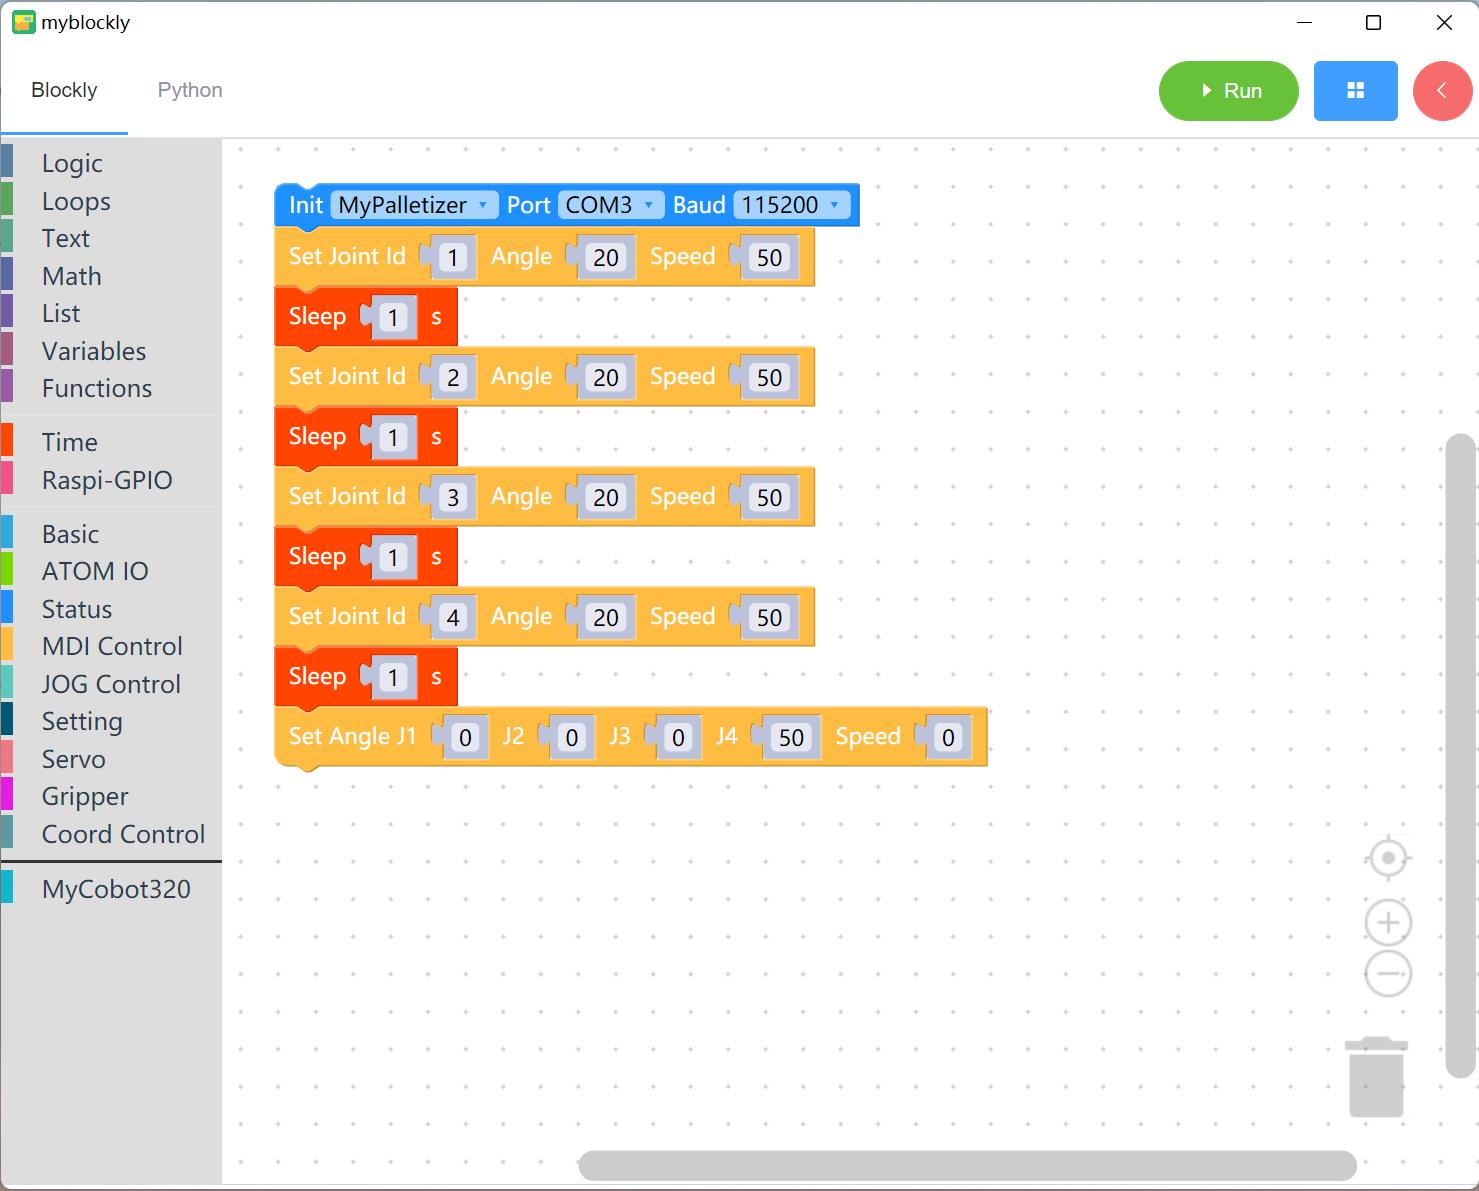 myblockly
Blockly Python Run
Logic
Loops
Text
Math
List
Variables
Functions
Time
Raspi-GPIO
Basic
ATOM IO
Status
MDI Control
JOG Control
Setting
Servo
Gripper
Coord Control
MyCobot320
Init MyPalletizer Port COM3 Baud 115200
Set Joint Id 1 Angle 20 Speed 50
Sleep 1 s
Set Joint Id 2 Angle 20 Speed 50
Sleep 1 s
Set Joint Id 3 Angle 20 Speed 50
Sleep 1 s
Set Joint Id 4 Angle 20 Speed 50
Sleep 1 s
Set Angle J1 0 J2 0 J3 0 J4 50 Speed 0